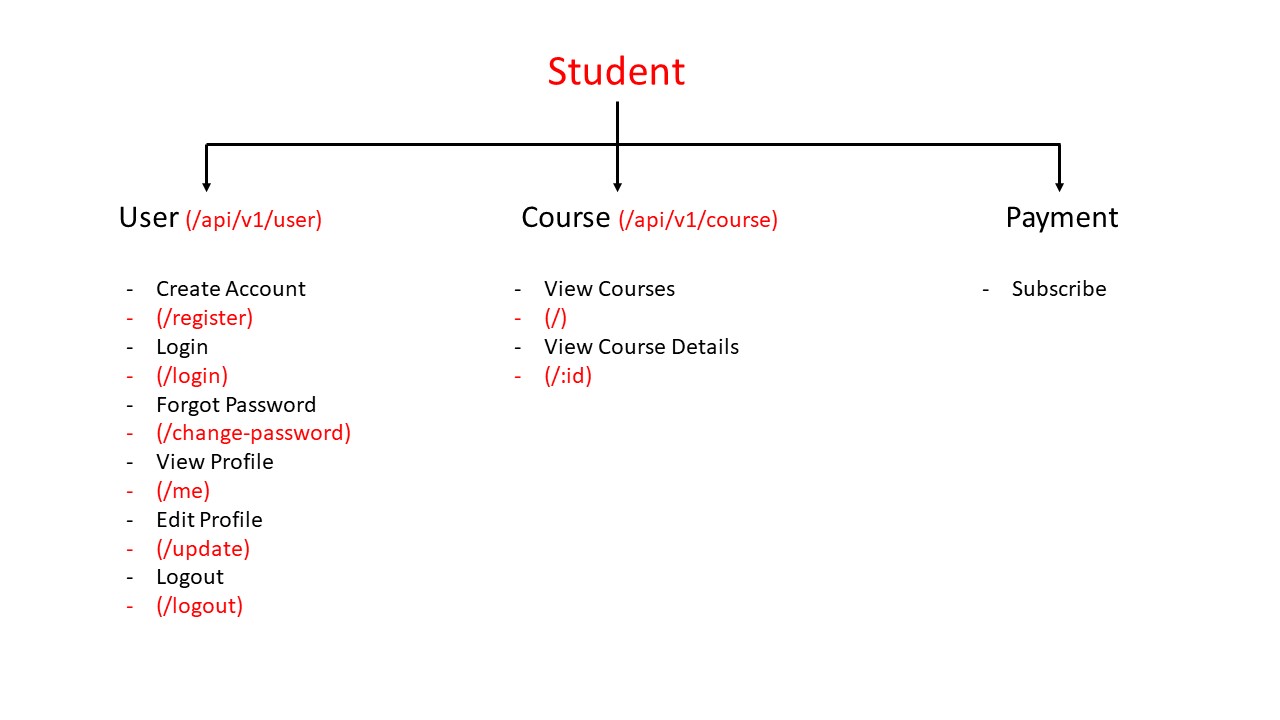 Student
User (/api/v1/user)
- Create Account
- (/register)
- Login
- (/login)
- Forgot Password
- (/change-password)
- View Profile
- (/me)
- Edit Profile
- (/update)
- Logout
- (/logout)
Course (/api/v1/course)
- View Courses
- (/)
- View Course Details
- (/:id)
Payment
- Subscribe